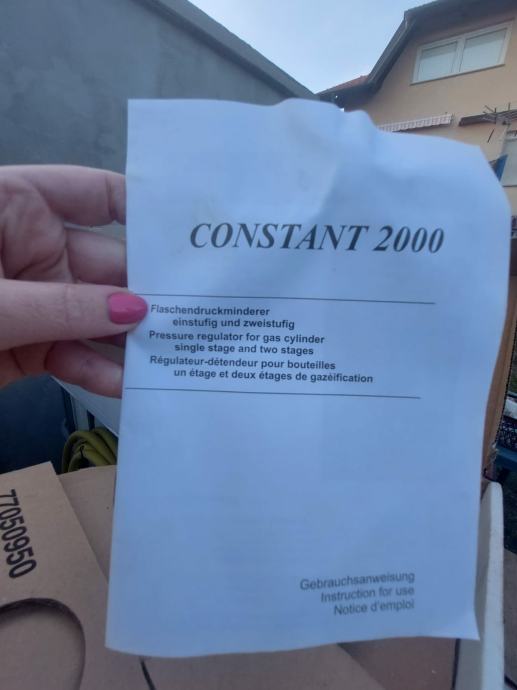 CONSTANT 2000
Flaschendruckminderer
einstufig und zweistufig
Pressure regulator for gas cylinder
single stage and two stages
Régulateur-détendeur pour bouteilles
un étage et deux étages de gazèification
Gebrauchsanweisung
Instruction for use
Notice d'emploi
77050950